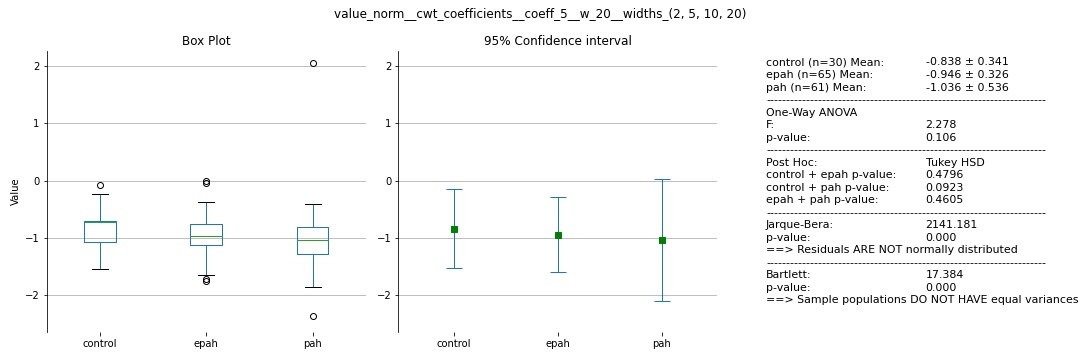 value_norm__cwt_coefficients__coeff_5__w_20__widths_(2, 5, 10, 20)
Box Plot
95% Confidence interval
Value
2
1
0
−1
−2
control
epah
pah
2
1
0
−1
−2
control
epah
pah
control (n=30) Mean: -0.838 ± 0.341
epah (n=65) Mean: -0.946 ± 0.326
pah (n=61) Mean: -1.036 ± 0.536
One-Way ANOVA
F: 2.278
p-value: 0.106
Post Hoc: Tukey HSD
control + epah p-value: 0.4796
control + pah p-value: 0.0923
epah + pah p-value: 0.4605
Jarque-Bera: 2141.181
p-value: 0.000
==> Residuals ARE NOT normally distributed
Bartlett: 17.384
p-value: 0.000
==> Sample populations DO NOT HAVE equal variances